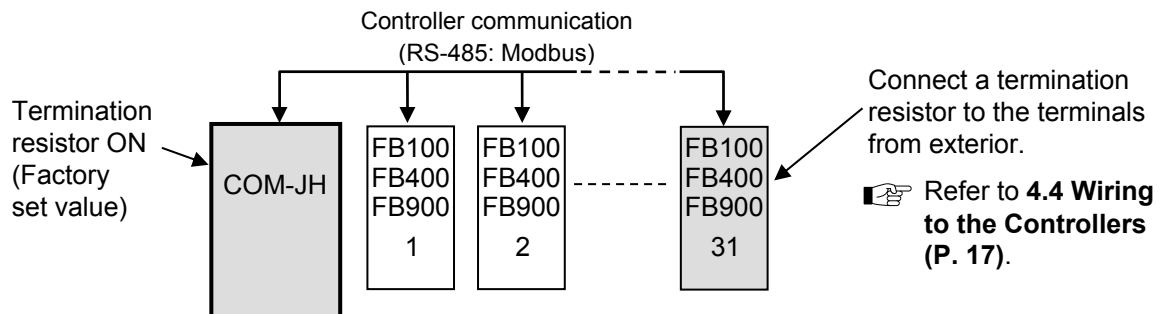 Controller communication
(RS-485: Modbus)
Termination
resistor ON
(Factory
set value)
COM-JH
FB100
FB400
FB900
1
FB100
FB400
FB900
2
FB100
FB400
FB900
31
Connect a termination
resistor to the terminals
from exterior.
Refer to 4.4 Wiring
to the Controllers
(P. 17).